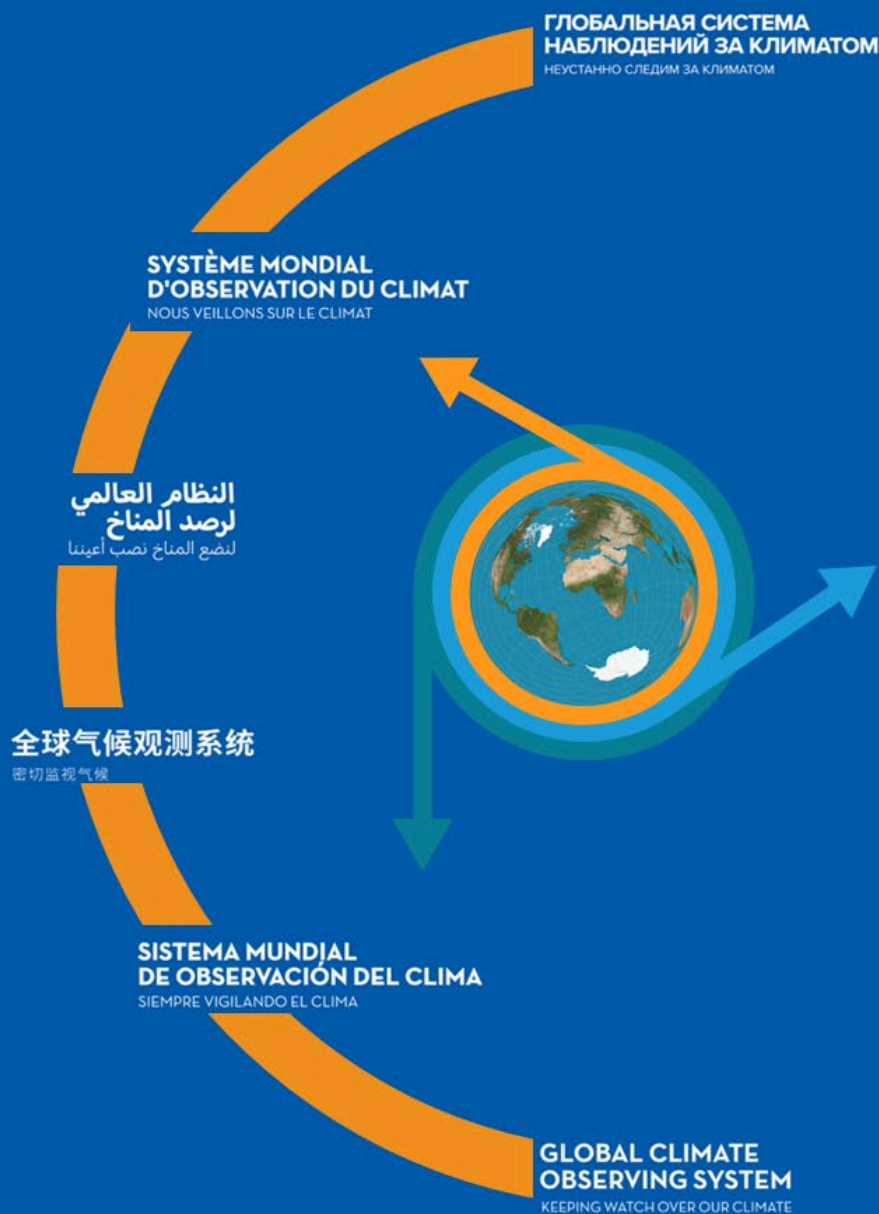 ГЛОБАЛЬНАЯ СИСТЕМА
НАБЛЮДЕНИЙ ЗА КЛИМАТОМ
НЕУСТАННО СЛЕДИМ ЗА КЛИМАТОМ
SYSTÈME MONDIAL
D'OBSERVATION DU CLIMAT
NOUS VEILLONS SUR LE CLIMAT
النظام العالمي
لرصد المناخ
لنضع المناخ نصب أعيننا
全球气候观测系统
密切监视气候
SISTEMA MUNDIAL
DE OBSERVACIÓN DEL CLIMA
SIEMPRE VIGILANDO EL CLIMA
GLOBAL CLIMATE
OBSERVING SYSTEM
KEEPING WATCH OVER OUR CLIMATE